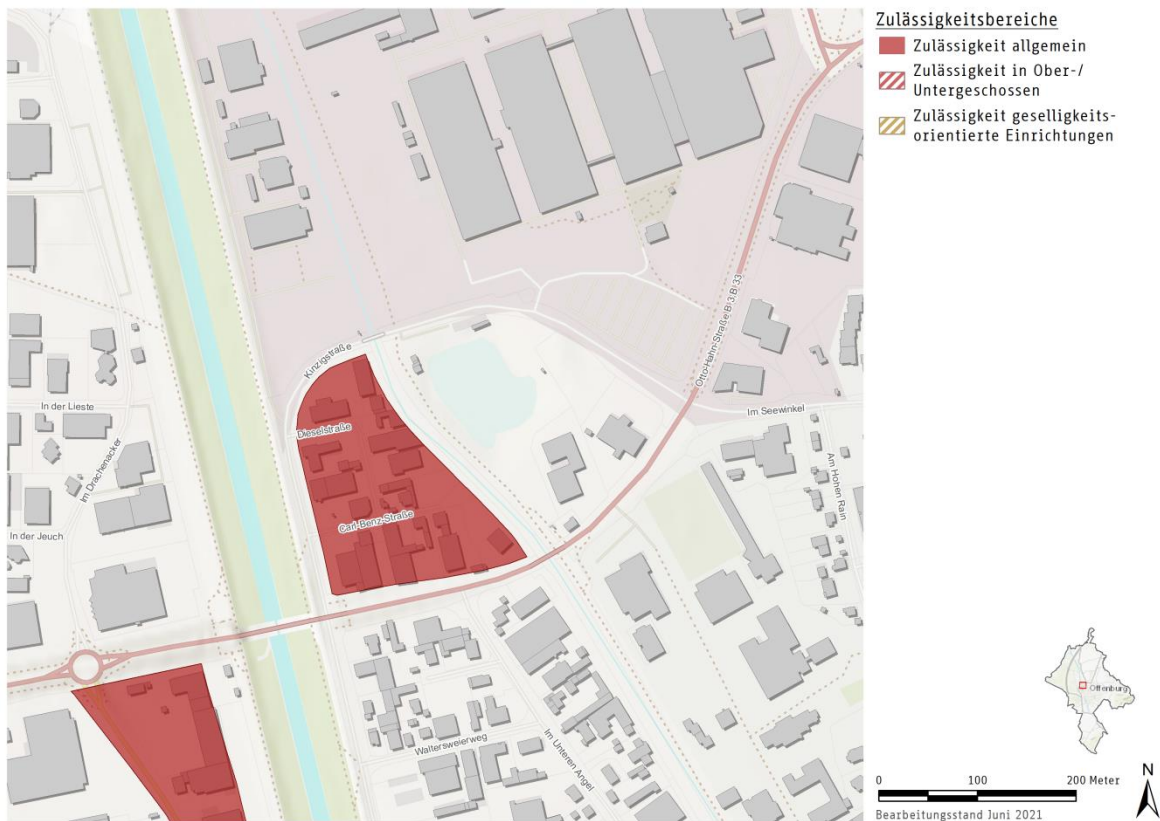 Zulässigkeitsbereiche
Zulässigkeit allgemein
Zulässigkeit in Ober-/
Untergeschossen
Zulässigkeit geselligkeits-
orientierte Einrichtungen
Otto-Hahn-Straße B 3;B 33
Kinzigstraße
In der Lieste
Im Seewinkel
Dieselstraße
Im Drachenacker
Am Hohen Rain
Carl-Benz-Straße
In der Jeuch
Waltersweierweg
Im Unteren Angel
Offenburg
N
0 100 200 Meter
Bearbeitungsstand Juni 2021